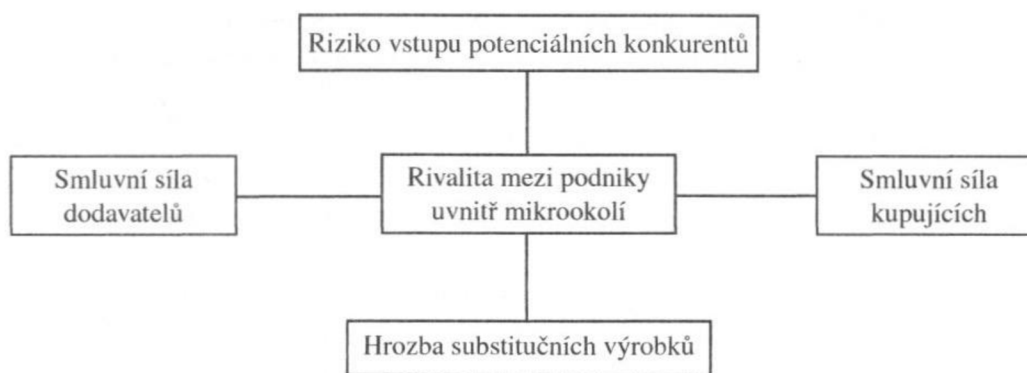 Riziko vstupu potenciálních konkurentů
Smluvní síla
dodavatelů
Rivalita mezi podniky
uvnitř mikrookolí
Smluvní síla
kupujících
Hrozba substitučních výrobků